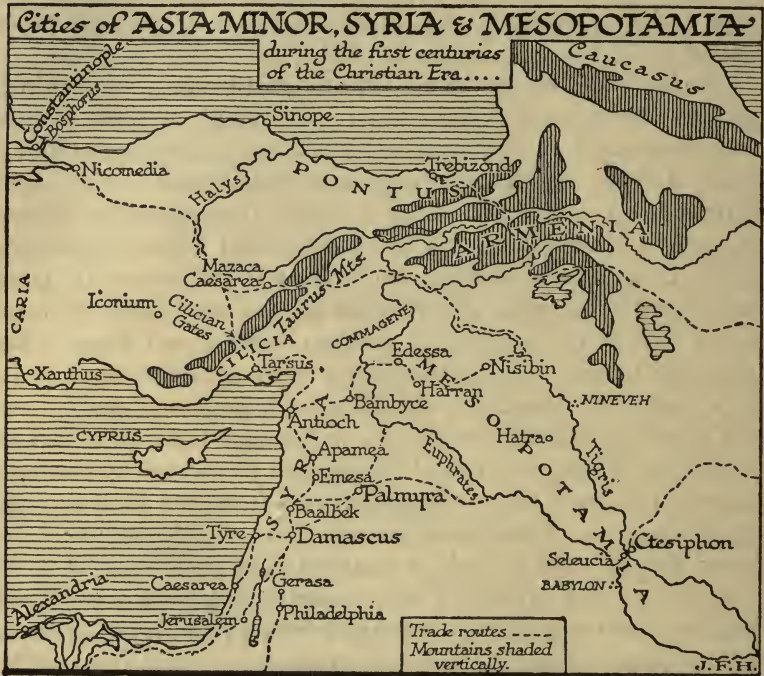 Cities of ASIA MINOR, SYRIA & MESOPOTAMIA
during the first centuries
of the Christian Era....
Caucasus
Constantinople
Bosphorus
Sinope
Nicomedia
Trebizond
Halys
PONTUS
ARMENIA
Mazaca
Caesarea
Taurus Mts.
CARIA
Iconium
Cilician
Gates
CILICIA
COMMAGENE
Xanthus
Tarsus
Edessa
Harran
Nisibin
MESOPOTAMIA
NINEVEH
Bambyce
Antioch
CYPRUS
SYRIA
Apamea
Hatra
Tigris
Euphrates
Emesa
Palmyra
Baalbek
Tyre
Damascus
Ctesiphon
Seleucia
Caesarea
Gerasa
BABYLON
Alexandria
Jerusalem
Philadelphia
Trade routes ----
Mountains shaded
vertically.
J.F.H.